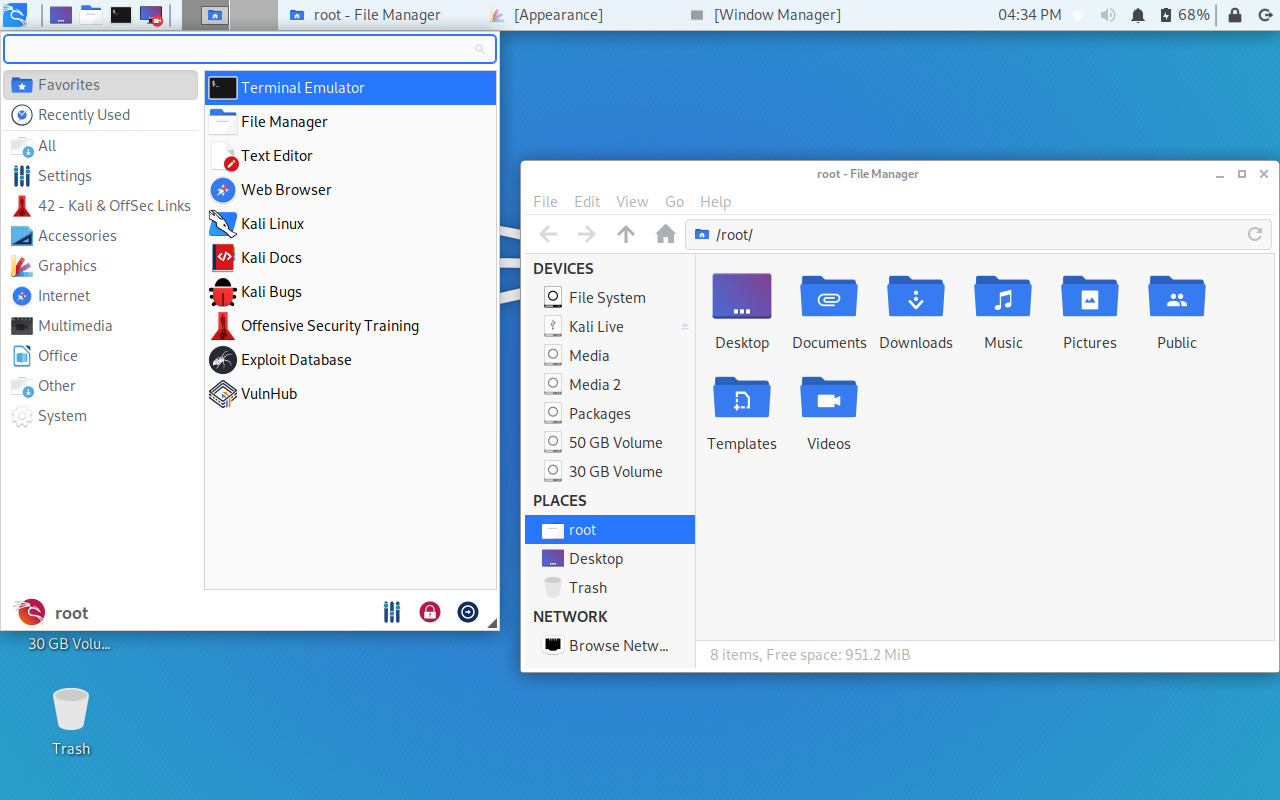 root - File Manager
[Appearance]
[Window Manager]
04:34 PM
68%
Favorites
Recently Used
All
Settings
42 - Kali & OffSec Links
Accessories
Graphics
Internet
Multimedia
Office
Other
System
Terminal Emulator
File Manager
Text Editor
Web Browser
Kali Linux
Kali Docs
Kali Bugs
Offensive Security Training
Exploit Database
VulnHub
root
30 GB Volu...
Trash
root - File Manager
File Edit View Go Help
/root/
DEVICES
File System
Kali Live
Media
Media 2
Packages
50 GB Volume
30 GB Volume
PLACES
root
Desktop
Trash
NETWORK
Browse Netw...
Desktop
Documents
Downloads
Music
Pictures
Public
Templates
Videos
8 items, Free space: 951.2 MiB